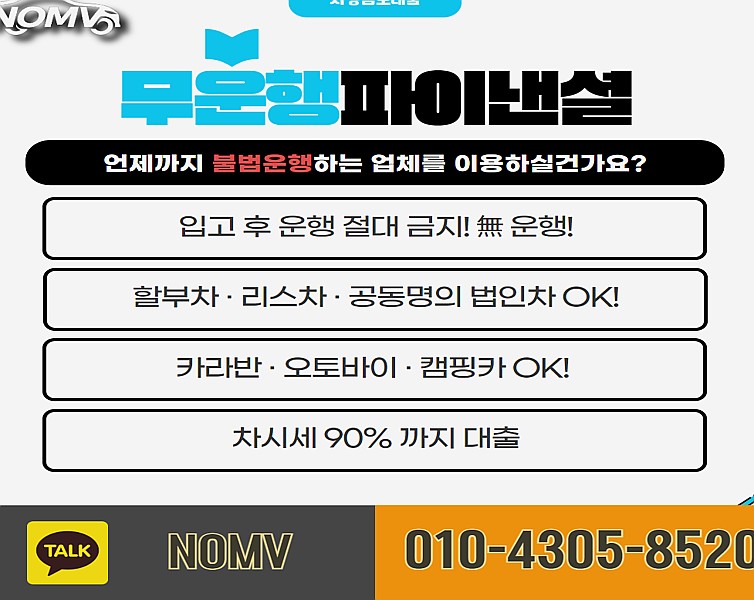 NOMV
무운행파이낸셜
언제까지 불법운행하는 업체를 이용하실건가요?
입고 후 운행 절대 금지! 無 운행!
할부차 · 리스차 · 공동명의 법인차 OK!
카라반 · 오토바이 · 캠핑카 OK!
차시세 90% 까지 대출
TALK
NOMV
010-4305-8520